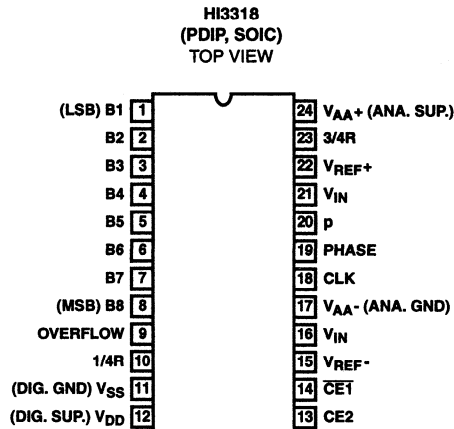 HI3318
(PDIP, SOIC)
TOP VIEW
(LSB) B1 1 24 VAA+ (ANA. SUP.)
B2 2 23 3/4R
B3 3 22 VREF+
B4 4 21 VIN
B5 5 20 p
B6 6 19 PHASE
B7 7 18 CLK
(MSB) B8 8 17 VAA- (ANA. GND)
OVERFLOW 9 16 VIN
1/4R 10 15 VREF-
(DIG. GND) VSS 11 14 C̅E̅1̅
(DIG. SUP.) VDD 12 13 CE2